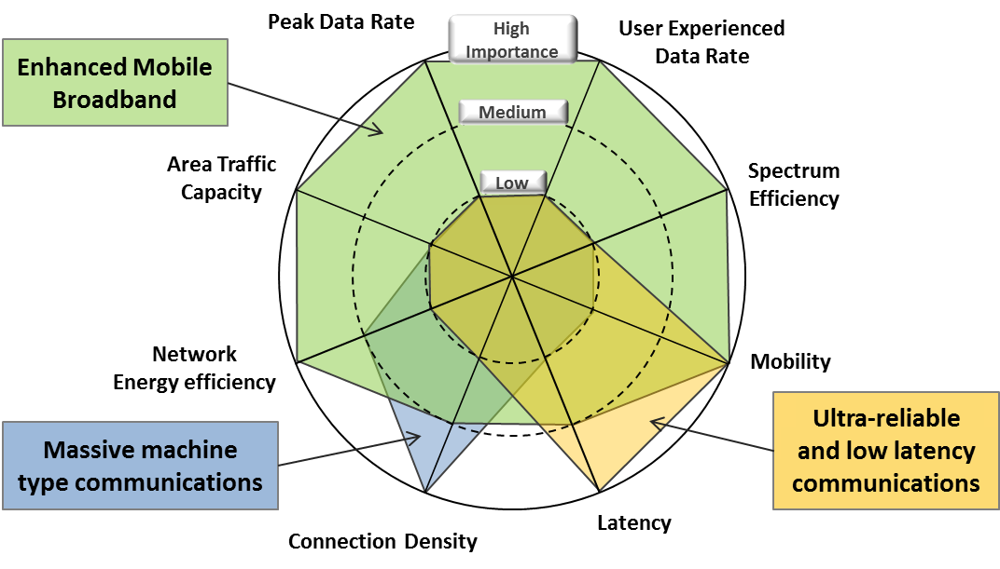 Peak Data Rate
High
Importance
User Experienced
Data Rate
Enhanced Mobile
Broadband
Medium
Area Traffic
Capacity
Low
Spectrum
Efficiency
Network
Energy efficiency
Mobility
Massive machine
type communications
Ultra-reliable
and low latency
communications
Latency
Connection Density